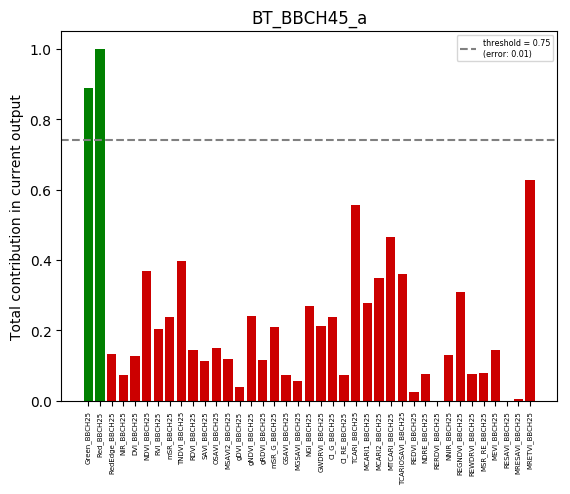 BT_BBCH45_a
threshold = 0.75
(error: 0.01)
Total contribution in current output
1.0
0.8
0.6
0.4
0.2
0.0
Green_BBCH25
Red_BBCH25
RedEdge_BBCH25
NIR_BBCH25
DVI_BBCH25
NDVI_BBCH25
RVI_BBCH25
mSR_BBCH25
TNDVI_BBCH25
RDVI_BBCH25
SAVI_BBCH25
OSAVI_BBCH25
MSAVI2_BBCH25
gDVI_BBCH25
gNDVI_BBCH25
gRDVI_BBCH25
mSR_G_BBCH25
GSAVI_BBCH25
MGSAVI_BBCH25
NGI_BBCH25
GWDRVI_BBCH25
CI_G_BBCH25
CI_RE_BBCH25
TCARI_BBCH25
MCARI1_BBCH25
MCARI2_BBCH25
MTCARI_BBCH25
TCARIOSAVI_BBCH25
REDVI_BBCH25
NDRE_BBCH25
RERDVI_BBCH25
NNIR_BBCH25
REGNDVI_BBCH25
REWDRVI_BBCH25
MSR_RE_BBCH25
MEVI_BBCH25
RESAVI_BBCH25
MRESAVI_BBCH25
MRETVI_BBCH25